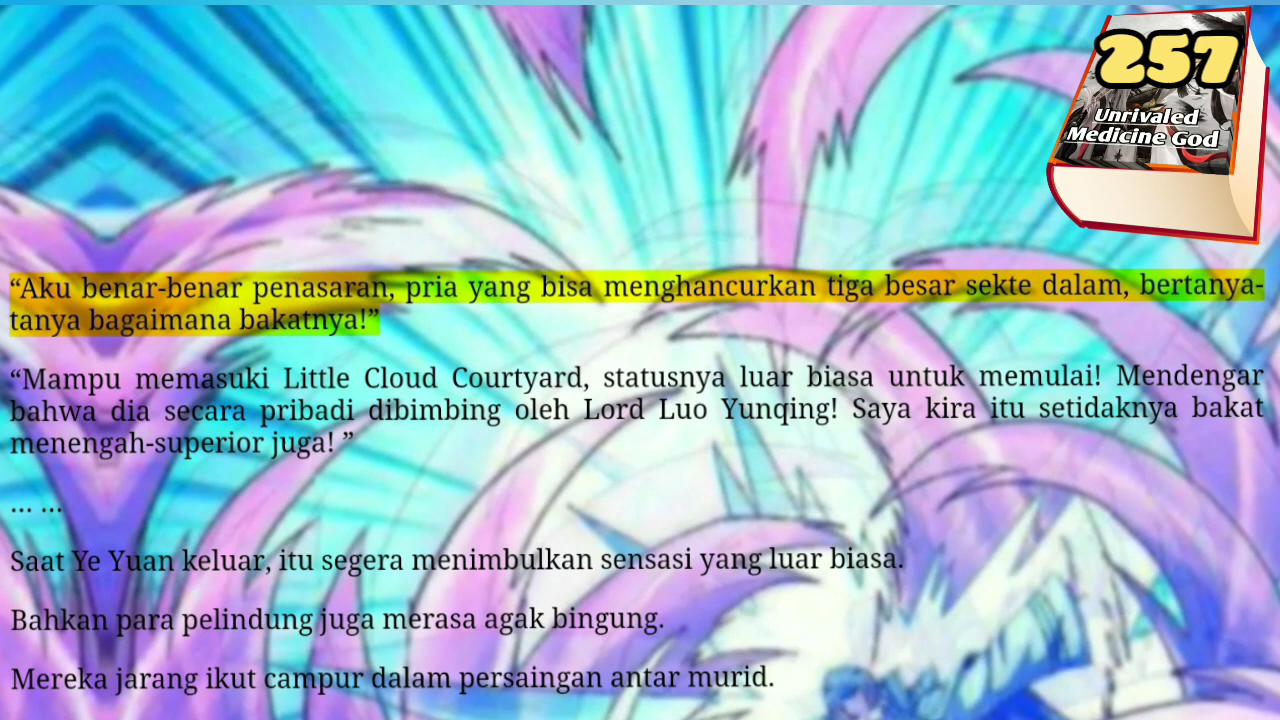 257
Unrivaled
Medicine God
“Aku benar-benar penasaran, pria yang bisa menghancurkan tiga besar sekte dalam, bertanya-
tanya bagaimana bakatnya!”
“Mampu memasuki Little Cloud Courtyard, statusnya luar biasa untuk memulai! Mendengar
bahwa dia secara pribadi dibimbing oleh Lord Luo Yunqing! Saya kira itu setidaknya bakat
menengah-superior juga! ”
... ...
Saat Ye Yuan keluar, itu segera menimbulkan sensasi yang luar biasa.
Bahkan para pelindung juga merasa agak bingung.
Mereka jarang ikut campur dalam persaingan antar murid.